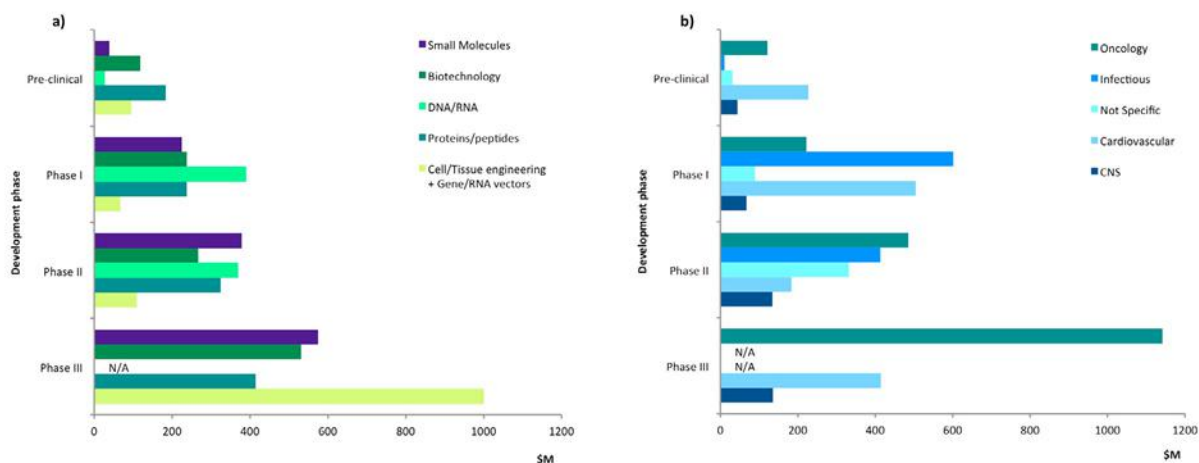 a)
Small Molecules
Biotechnology
DNA/RNA
Proteins/peptides
Cell/Tissue engineering
+ Gene/RNA vectors
Development phase
Pre-clinical
Phase I
Phase II
Phase III
N/A
0 200 400 600 800 1000 1200
$M
b)
Oncology
Infectious
Not Specific
Cardiovascular
CNS
Development phase
Pre-clinical
Phase I
Phase II
Phase III
N/A
N/A
0 200 400 600 800 1000 1200
$M